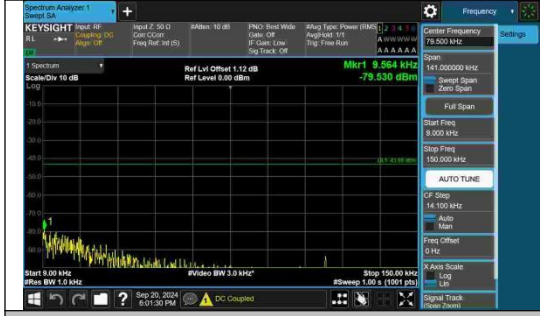 Spectrum Analyzer 1
Swept SA
Frequency
KEYSIGHT
Input: RF
Input Z: 50 Ω
#Atten: 10 dB
PNO: Best Wide
#Avg Type: Power (RMS)
1 2 3 4 5 6
RL
Coupling: DC
Corr CCorr
Gate: Off
Avg|Hold: 1/1
A W W W W W
Align: Off
Freq Ref: Int (S)
IF Gain: Low
Trig: Free Run
Sig Track: Off
A A A A A A
Center Frequency
79.500 kHz
Settings
Span
141.000000 kHz
Swept Span
Zero Span
Full Span
Start Freq
9.000 kHz
Stop Freq
150.000 kHz
AUTO TUNE
CF Step
14.100 kHz
Auto
Man
Freq Offset
0 Hz
X Axis Scale
Log
Lin
Signal Track
(Span Zoom)
1 Spectrum
Ref Lvl Offset 1.12 dB
Mkr1 9.564 kHz
Scale/Div 10 dB
Ref Level 0.00 dBm
-79.530 dBm
Log
-10.0
-20.0
-30.0
-40.0
-50.0
-60.0
-70.0
-80.0
-90.0
1
Start 9.00 kHz
#Video BW 3.0 kHz*
Stop 150.00 kHz
#Res BW 1.0 kHz
#Sweep 1.00 s (1001 pts)
Sep 20, 2024
6:01:30 PM
DC Coupled